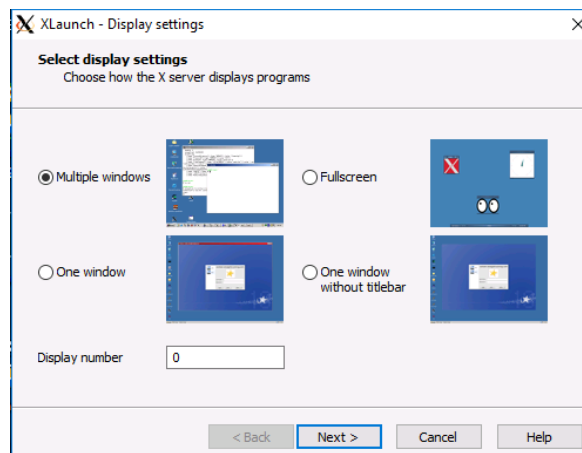 XLaunch - Display settings
Select display settings
Choose how the X server displays programs
Multiple windows
Fullscreen
One window
One window
without titlebar
Display number
0
< Back
Next >
Cancel
Help